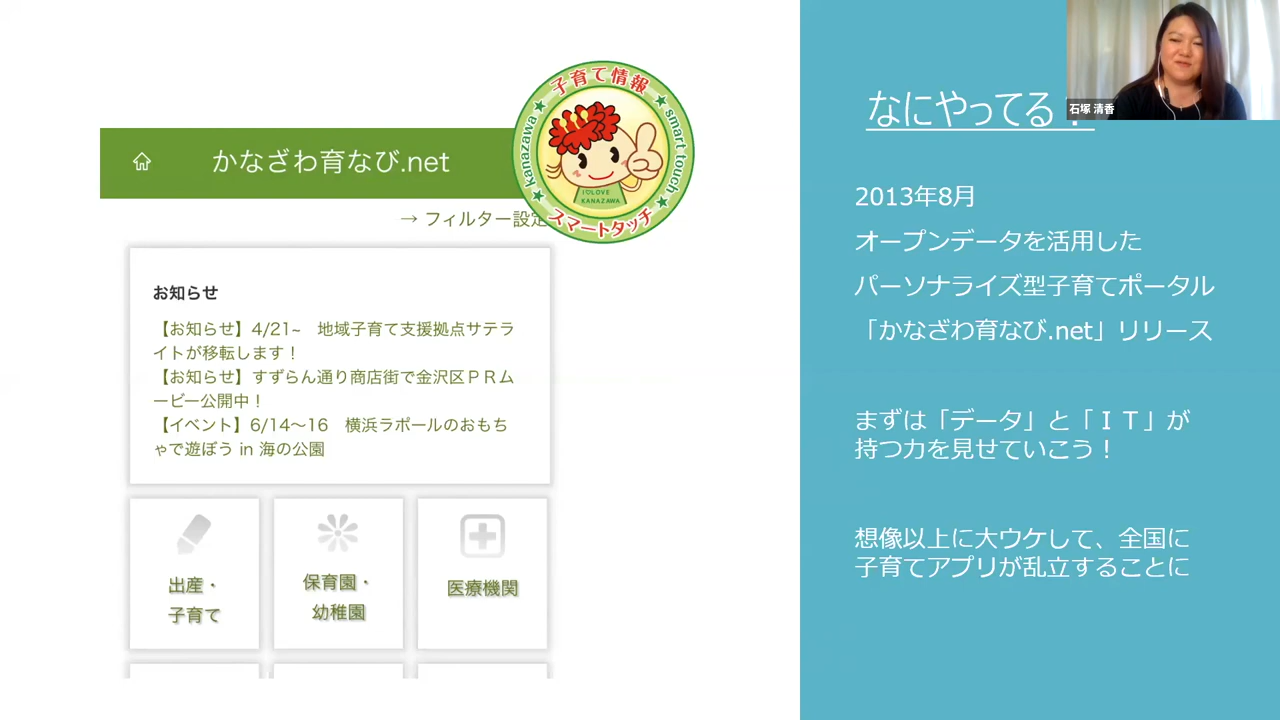 かなざわ育なび.net
→ フィルター設定
子育て情報
kanazawa
smart touch
スマートタッチ
I♡LOVE
KANAZAWA
お知らせ
【お知らせ】4/21~　地域子育て支援拠点サテラ
イトが移転します！
【お知らせ】すずらん通り商店街で金沢区ＰＲム
ービー公開中！
【イベント】6/14～16　横浜ラポールのおもち
ゃで遊ぼう in 海の公園
出産・
子育て
保育園・
幼稚園
医療機関
なにやってる？
石塚 清香
2013年8月
オープンデータを活用した
パーソナライズ型子育てポータル
「かなざわ育なび.net」リリース
まずは「データ」と「ＩＴ」が
持つ力を見せていこう！
想像以上に大ウケして、全国に
子育てアプリが乱立することに